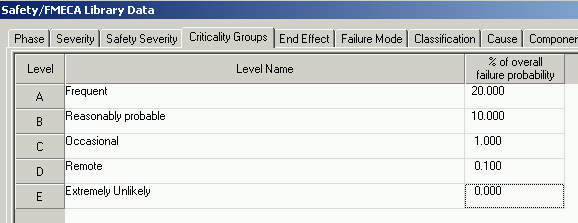 Safety/FMECA Library Data
Phase Severity Safety Severity Criticality Groups End Effect Failure Mode Classification Cause Componen
Level Level Name % of overall
failure probability
A Frequent 20.000
B Reasonably probable 10.000
C Occasional 1.000
D Remote 0.100
E Extremely Unlikely 0.000